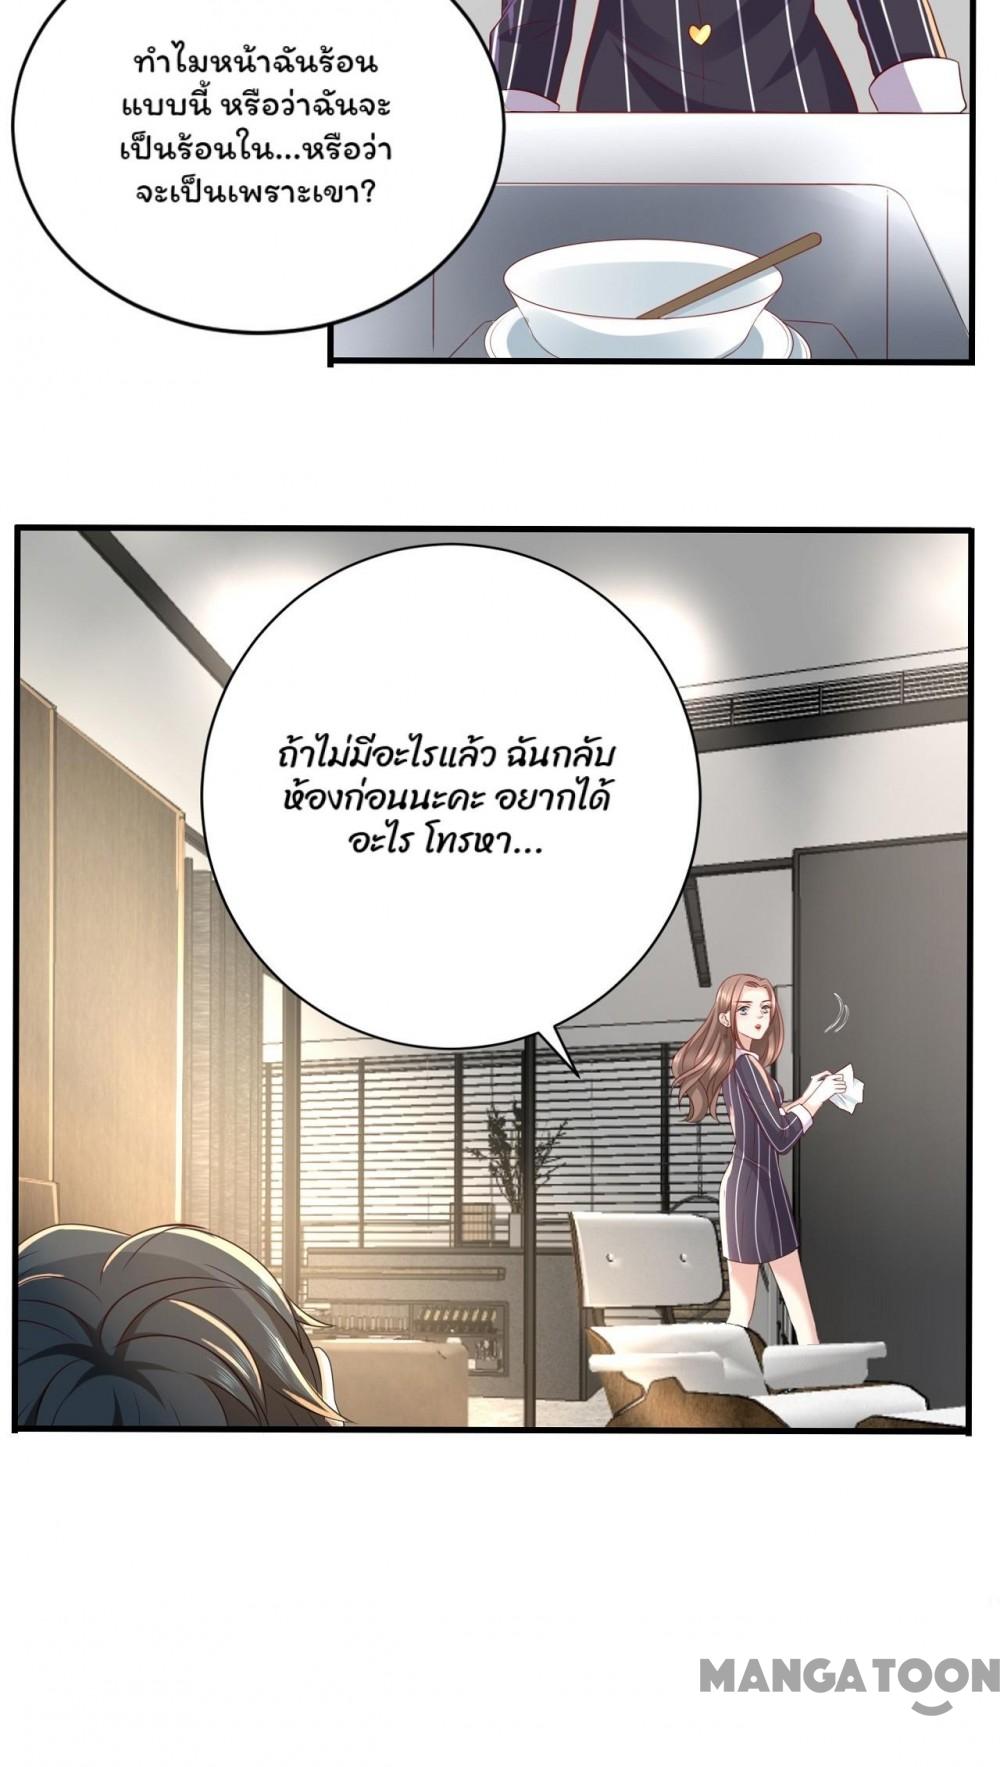 ทำไมหน้าฉันร้อน
แบบนี้ หรือว่าฉันจะ
เป็นร้อนใน...หรือว่า
จะเป็นเพราะเขา?
ถ้าไม่มีอะไรแล้ว ฉันกลับ
ห้องก่อนนะคะ อยากได้
อะไร โทรหา...
MANGATOON